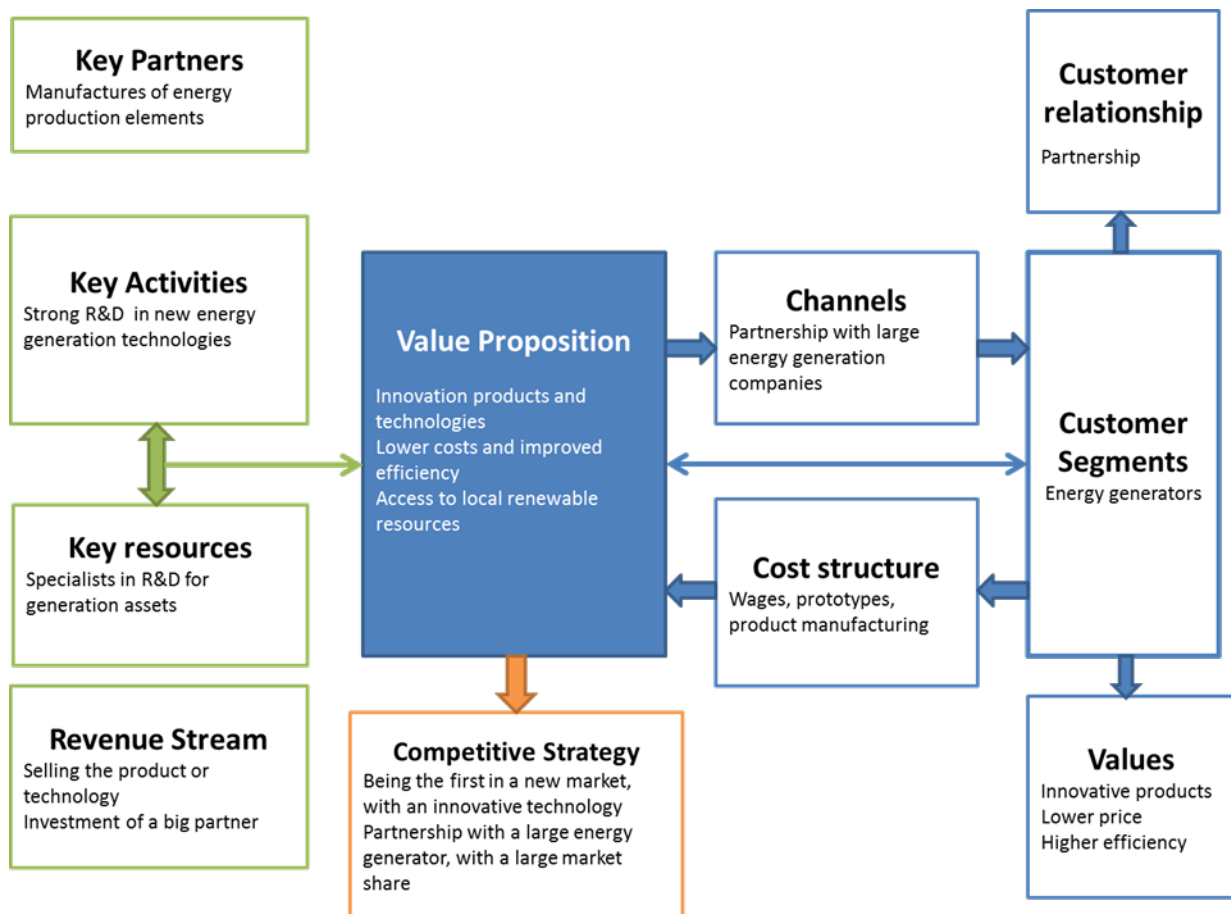 Key Partners
Manufactures of energy
production elements
Key Activities
Strong R&D in new energy
generation technologies
Key resources
Specialists in R&D for
generation assets
Revenue Stream
Selling the product or
technology
Investment of a big partner
Value Proposition
Innovation products and
technologies
Lower costs and improved
efficiency
Access to local renewable
resources
Competitive Strategy
Being the first in a new market,
with an innovative technology
Partnership with a large energy
generator, with a large market
share
Channels
Partnership with large
energy generation
companies
Cost structure
Wages, prototypes,
product manufacturing
Customer
relationship
Partnership
Customer
Segments
Energy generators
Values
Innovative products
Lower price
Higher efficiency